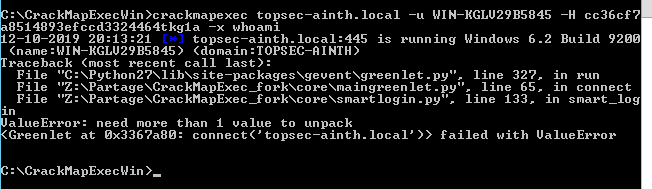 C:\CrackMapExecWin>crackmapexec topsec-ainth.local -u WIN-KGLV29B5845 -H cc36cf7
a8514893efccd3324464tkg1a -x whoami
12-10-2019 20:13:21 [*] topsec-ainth.local:445 is running Windows 6.2 Build 9200
 (name:WIN-KGLV29B5845) (domain:TOPSEC-AINTH)
Traceback (most recent call last):
  File "C:\Python27\lib\site-packages\gevent\greenlet.py", line 327, in run
  File "Z:\Partage\CrackMapExec_fork\core\maingreenlet.py", line 65, in connect
  File "Z:\Partage\CrackMapExec_fork\core\smartlogin.py", line 133, in smart_log
in
ValueError: need more than 1 value to unpack
<Greenlet at 0x3367a80: connect('topsec-ainth.local')> failed with ValueError
C:\CrackMapExecWin>_